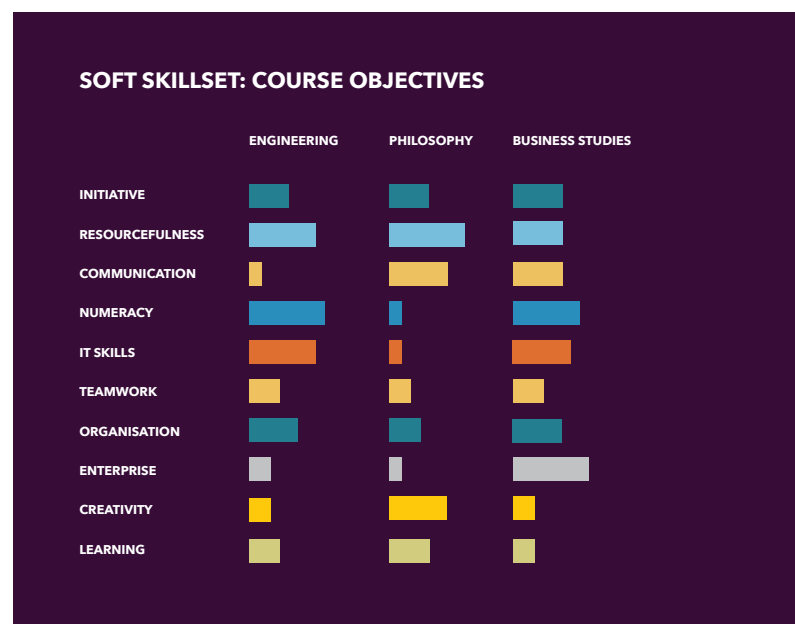 SOFT SKILLSET: COURSE OBJECTIVES
ENGINEERING PHILOSOPHY BUSINESS STUDIES
INITIATIVE
RESOURCEFULNESS
COMMUNICATION
NUMERACY
IT SKILLS
TEAMWORK
ORGANISATION
ENTERPRISE
CREATIVITY
LEARNING